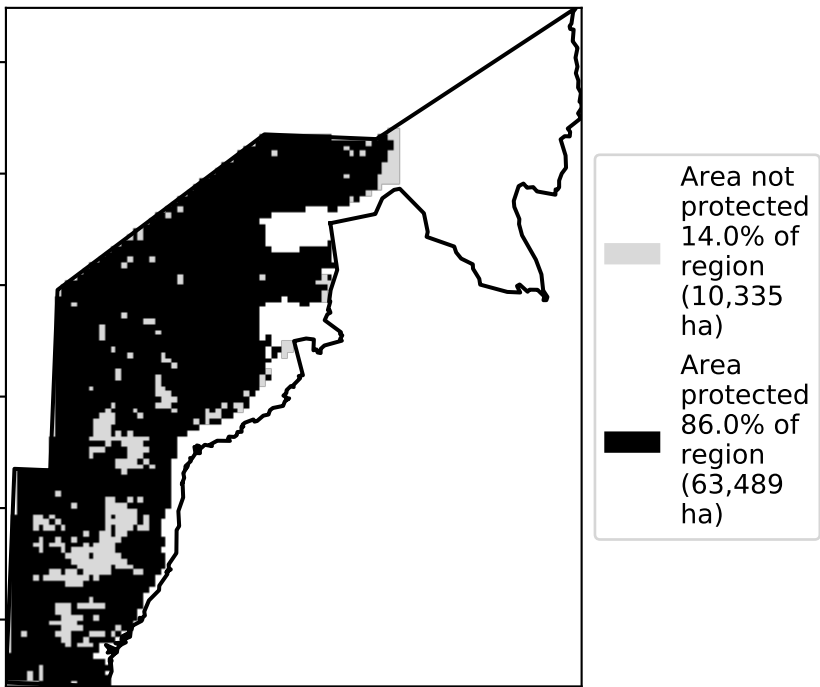 Area not
protected
14.0% of
region
(10,335
ha)
Area
protected
86.0% of
region
(63,489
ha)